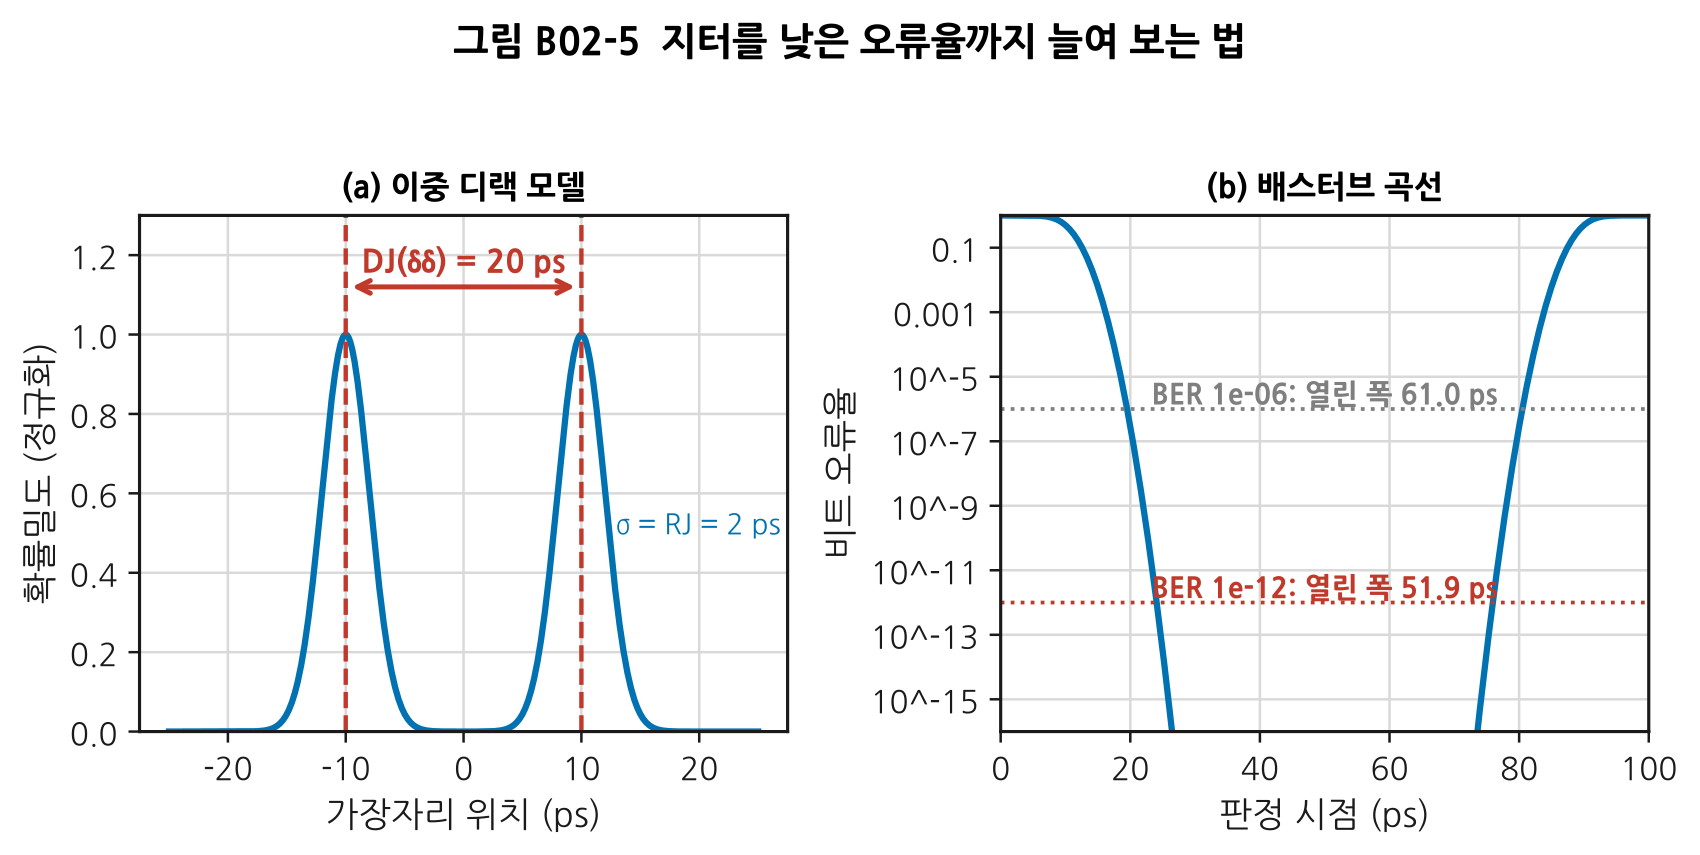 그림 B02-5 지터를 낮은 오류율까지 늘여 보는 법
(a) 이중 디랙 모델
확률밀도 (정규화)
1.2
1.0
0.8
0.6
0.4
0.2
0.0
DJ(δδ) = 20 ps
σ = RJ = 2 ps
-20 -10 0 10 20
가장자리 위치 (ps)
(b) 배스터브 곡선
비트 오류율
0.1
0.001
10^-5
10^-7
10^-9
10^-11
10^-13
10^-15
BER 1e-06: 열린 폭 61.0 ps
BER 1e-12: 열린 폭 51.9 ps
0 20 40 60 80 100
판정 시점 (ps)